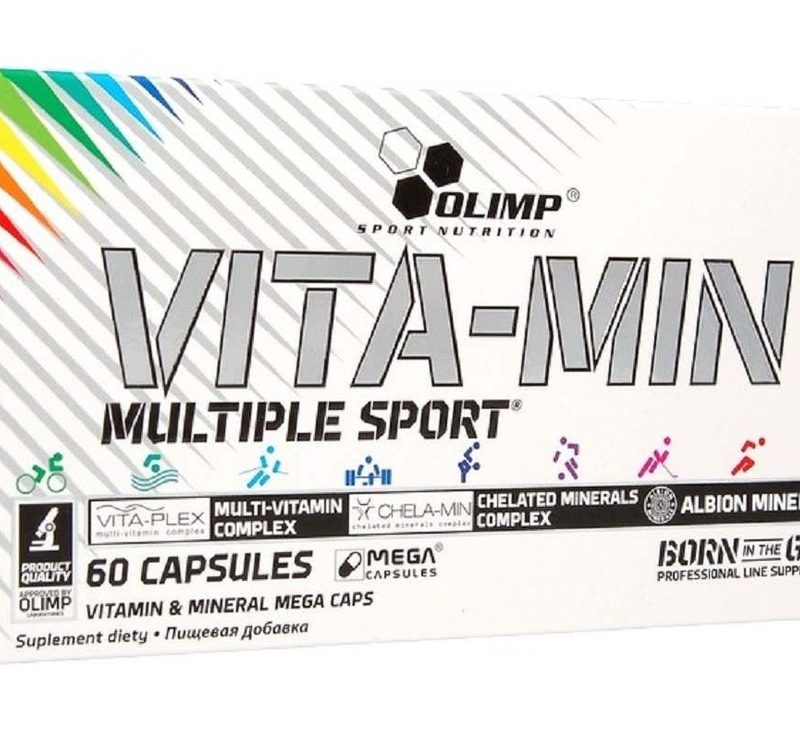 OLIMP®
SPORT NUTRITION
VITA-MIN
MULTIPLE SPORT®
VITA-PLEX
multi-vitamin complex
MULTI-VITAMIN
COMPLEX
CHELA-MIN
chelated minerals complex
CHELATED MINERALS
COMPLEX
ALBION MINE
PRODUCT
QUALITY
APPROVED BY
OLIMP
LABORATORIES
60 CAPSULES
MEGA®
CAPSULES
BORN IN THE G
PROFESSIONAL LINE SUPP
VITAMIN & MINERAL MEGA CAPS
Suplement diety • Пищевая добавка